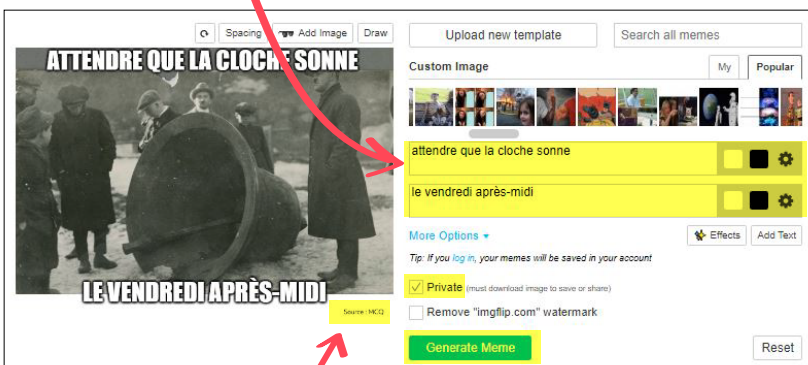 Spacing
Add Image
Draw
ATTENDRE QUE LA CLOCHE SONNE
LE VENDREDI APRÈS-MIDI
Source : MCQ
Upload new template
Search all memes
Custom Image
My
Popular
attendre que la cloche sonne
le vendredi après-midi
More Options
Effects
Add Text
Tip: If you log in, your memes will be saved in your account
Private (must download image to save or share)
Remove "imgflip.com" watermark
Generate Meme
Reset